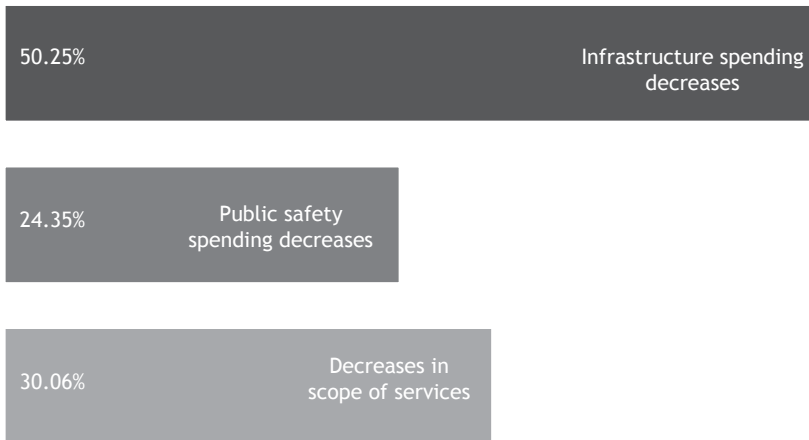 50.25%
Infrastructure spending
decreases
24.35%
Public safety
spending decreases
30.06%
Decreases in
scope of services